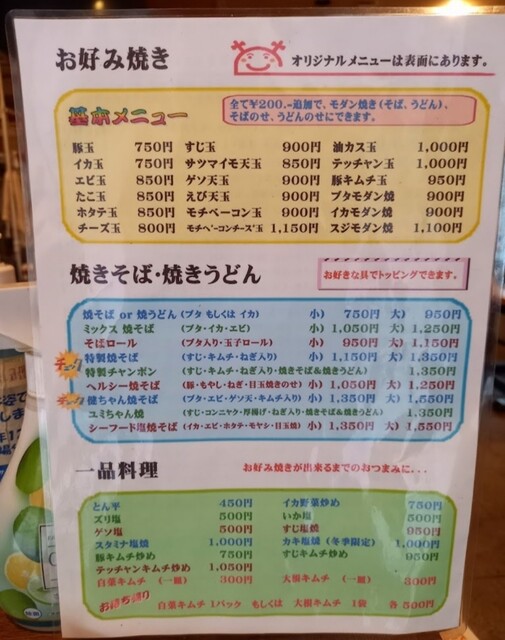 お好み焼き
オリジナルメニューは表面にあります。
基本メニュー
全て¥200.-追加で、モダン焼き(そば、うどん)、
そばのせ、うどんのせにできます。
豚玉 750円 すじ玉 900円 油カス玉 1,000円
イカ玉 750円 サツマイモ天玉 850円 テッチャン玉 1,000円
エビ玉 850円 ゲソ天玉 900円 豚キムチ玉 950円
たこ玉 850円 えび天玉 900円 ブタモダン焼 900円
ホタテ玉 850円 モチベーコン玉 900円 イカモダン焼 900円
チーズ玉 800円 モチベーコンチーズ玉 1,150円 スジモダン焼 1,100円
焼きそば・焼きうどん
お好きな具でトッピングできます。
焼そば or 焼うどん (ブタ もしくは イカ) 小) 750円 大) 950円
ミックス 焼そば (ブタ・イカ・エビ) 小) 1,050円 大) 1,250円
そばロール (ブタ入り・玉子ロール) 小) 950円 大) 1,150円
チェック 特製焼そば (すじ・キムチ・ねぎ入り) 小) 1,150円 大) 1,350円
特製チャンポン (すじ・キムチ・ねぎ入り・焼きそば&焼きうどん) 1,350円
ヘルシー焼そば (豚・もやし・ねぎ・目玉焼きのせ) 小) 1,050円 大) 1,250円
チェック 健ちゃん焼そば (ブタ・エビ・ゲソ天・キムチ入り) 小) 1,350円 大) 1,550円
ユミちゃん焼 (すじ・コンニャク・厚揚げ・ねぎ入り・焼きそば&焼きうどん) 1,350円
シーフード塩焼そば (イカ・エビ・ホタテ・モヤシ・目玉焼) 小) 1,350円 大) 1,550円
一品料理
お好み焼きが出来るまでのおつまみに・・・
とん平 450円 イカ野菜炒め 750円
ズリ塩 500円 いか塩 500円
ゲソ塩 500円 すじ塩焼 950円
スタミナ塩焼 1,000円 カキ塩焼 (冬季限定) 1,000円
豚キムチ炒め 750円 すじキムチ炒め 950円
テッチャンキムチ炒め 1,050円
白菜キムチ (一皿) 300円 大根キムチ (一皿) 300円
お持ち帰り
白菜キムチ 1パック もしくは 大根キムチ 1袋 各 500円